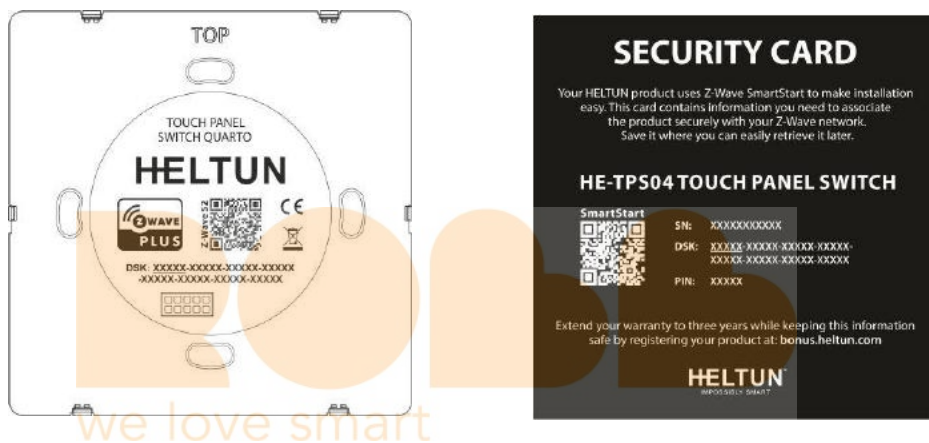 TOP
TOUCH PANEL
SWITCH QUARTO
HELTUN
Z-WAVE
PLUS
Z-Wave S2
CE
DSK: XXXXX-XXXXX-XXXXX-XXXXX
-XXXXX-XXXXX-XXXXX-XXXXX
SECURITY CARD
Your HELTUN product uses Z-Wave SmartStart to make installation
easy. This card contains information you need to associate
the product securely with your Z-Wave network.
Save it where you can easily retrieve it later.
HE-TPS04 TOUCH PANEL SWITCH
SmartStart
SN: XXXXXXXXXXX
DSK: XXXXX-XXXXX-XXXXX-XXXXX-
XXXXX-XXXXX-XXXXX-XXXXX
PIN: XXXXX
Extend your warranty to three years while keeping this information
safe by registering your product at: bonus.heltun.com
HELTUN
IMPOSSIBLY SMART
Robb
we love smart